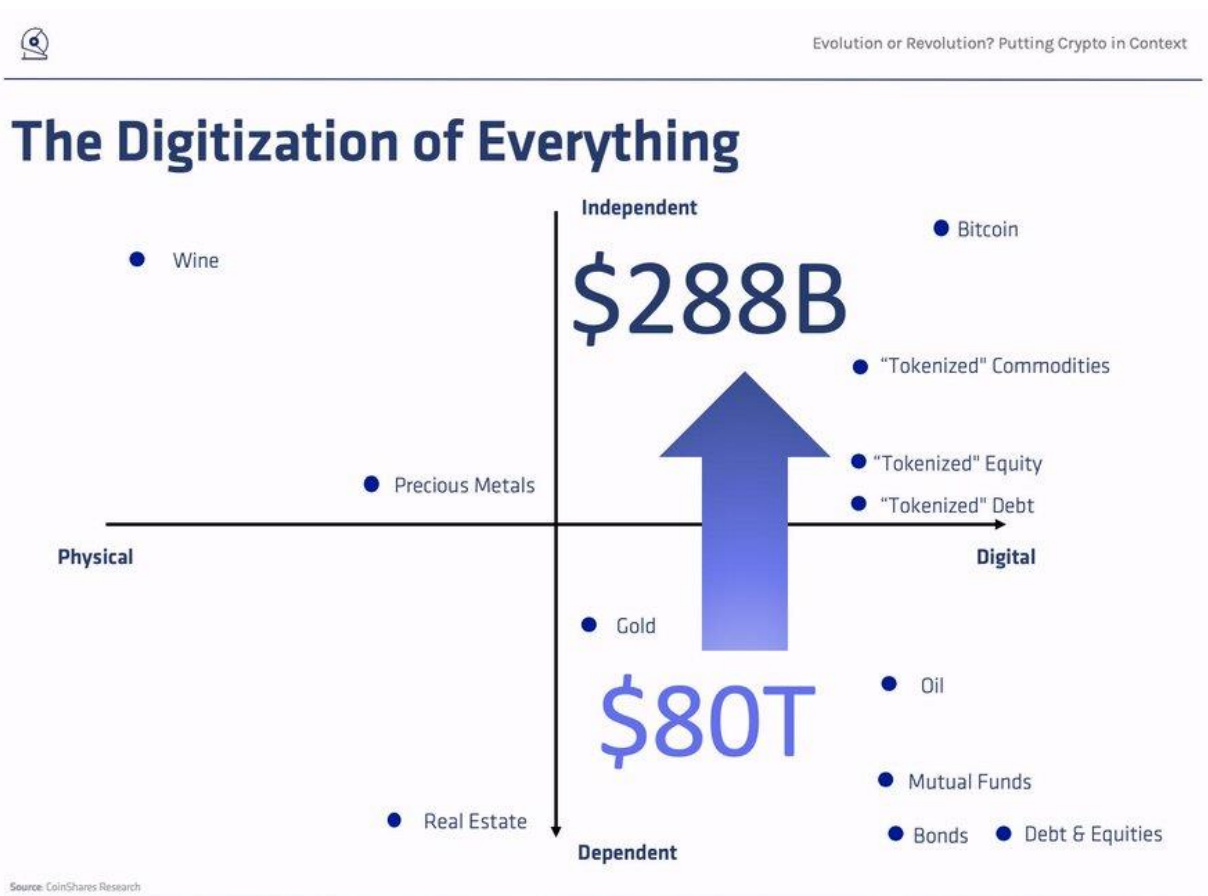 Evolution or Revolution? Putting Crypto in Context
The Digitization of Everything
Independent
Bitcoin
Wine
$288B
"Tokenized" Commodities
"Tokenized" Equity
Precious Metals
"Tokenized" Debt
Physical
Digital
Gold
Oil
$80T
Mutual Funds
Real Estate
Bonds
Debt & Equities
Dependent
Source: CoinShares Research